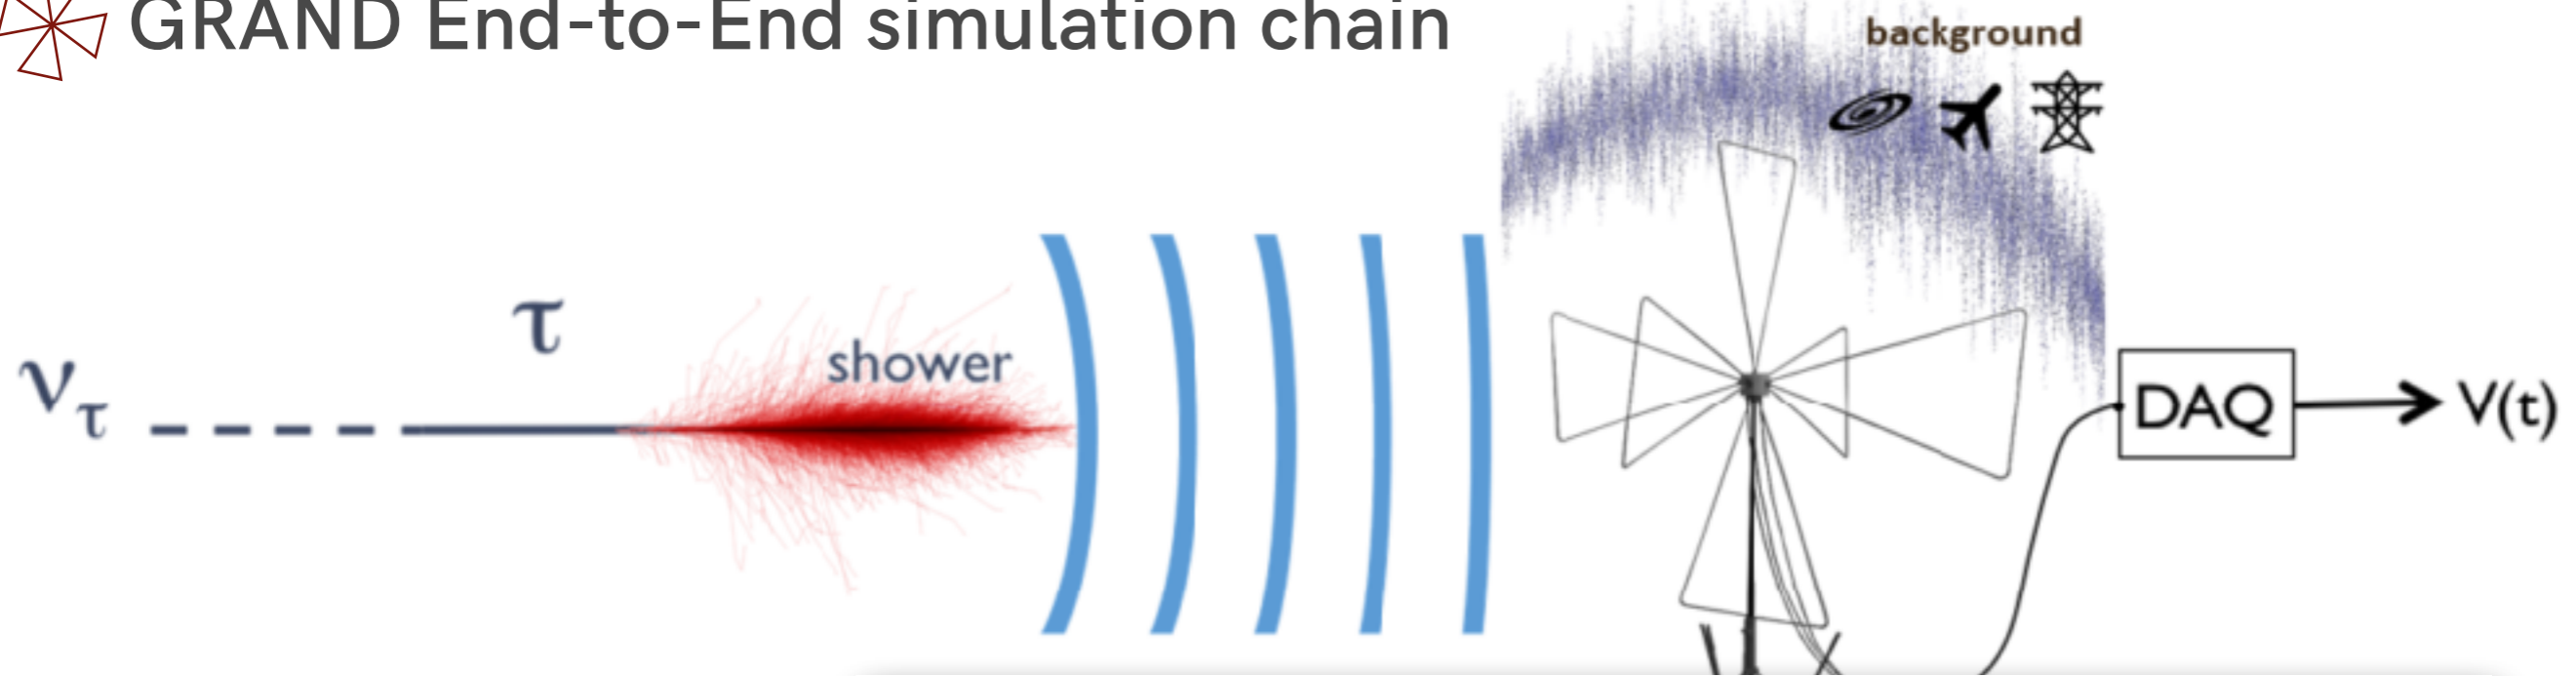 GRAND End-to-End simulation chain
background
τ
shower
ντ
DAQ
V(t)